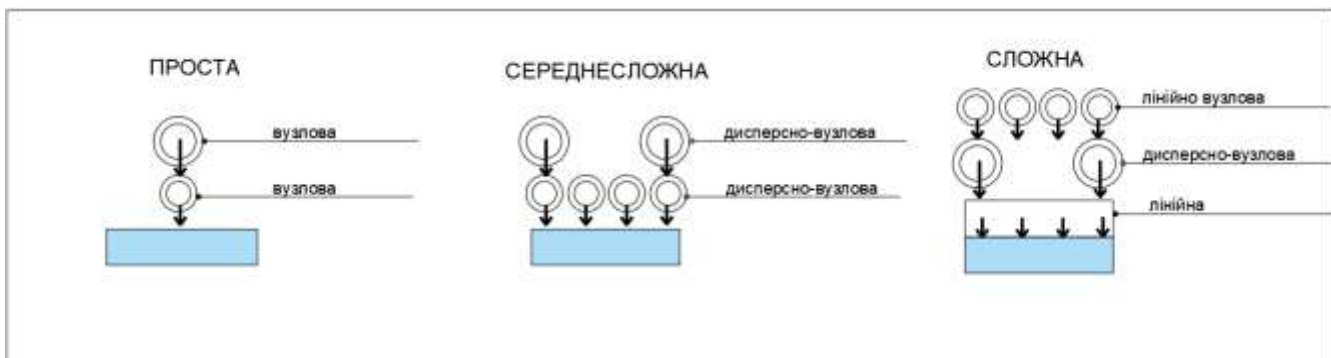 ПРОСТА
вузлова
вузлова
СЕРЕДНЕСЛОЖНА
дисперсно-вузлова
дисперсно-вузлова
СЛОЖНА
лінійно вузлова
дисперсно-вузлова
лінійна